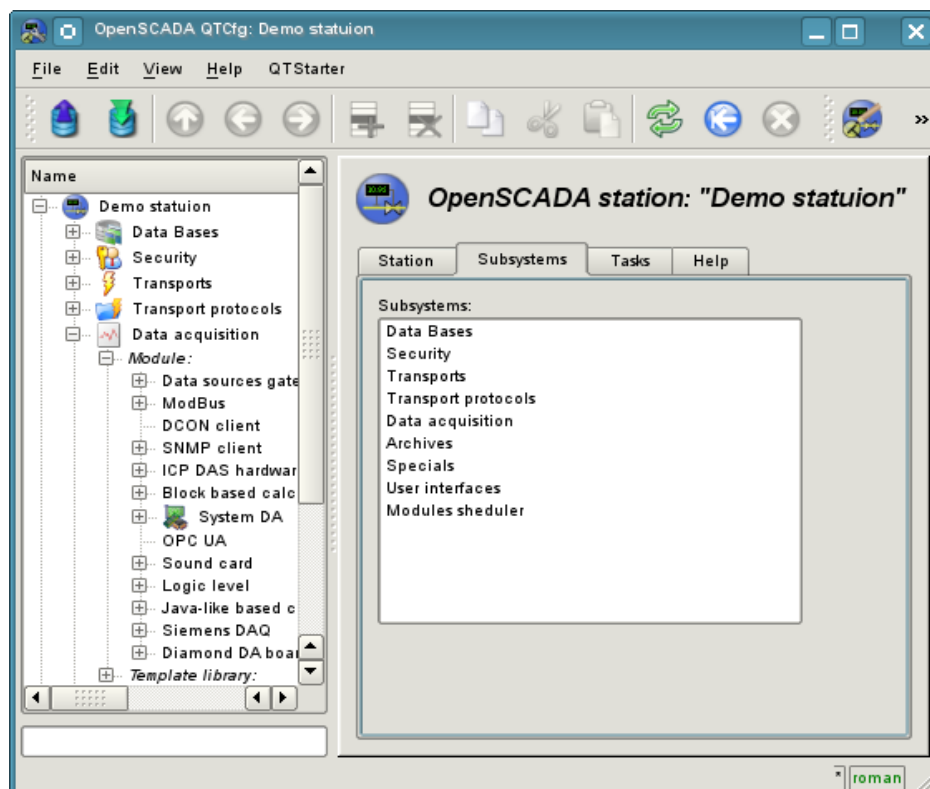 OpenSCADA QTCfg: Demo statuion
File Edit View Help QTStarter
»
Name
Demo statuion
Data Bases
Security
Transports
Transport protocols
Data acquisition
Module:
Data sources gate
ModBus
DCON client
SNMP client
ICP DAS hardwar
Block based calc
System DA
OPC UA
Sound card
Logic level
Java-like based c
Siemens DAQ
Diamond DA boar
Template library:
OpenSCADA station: "Demo statuion"
Station Subsystems Tasks Help
Subsystems:
Data Bases
Security
Transports
Transport protocols
Data acquisition
Archives
Specials
User interfaces
Modules sheduler
* roman